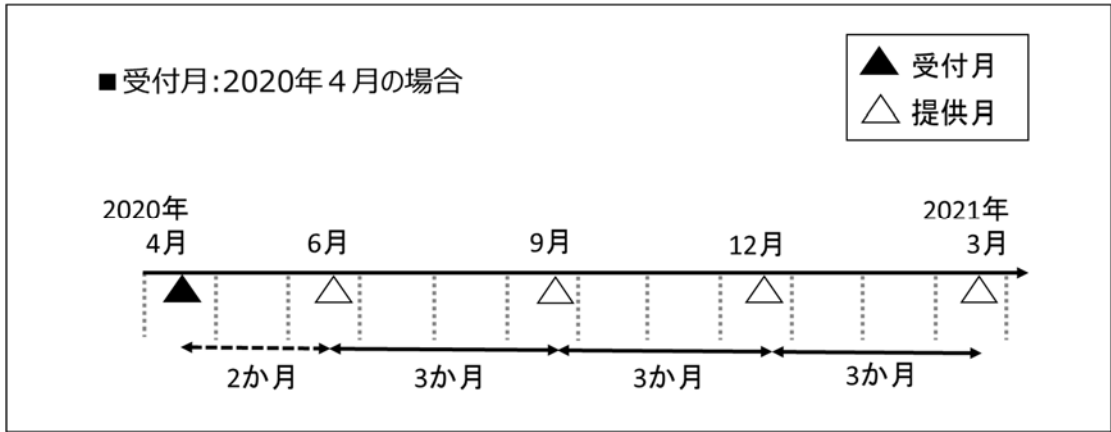 ■受付月:2020年4月の場合
▲ 受付月
△ 提供月
2020年
4月
6月
9月
12月
2021年
3月
2か月
3か月
3か月
3か月